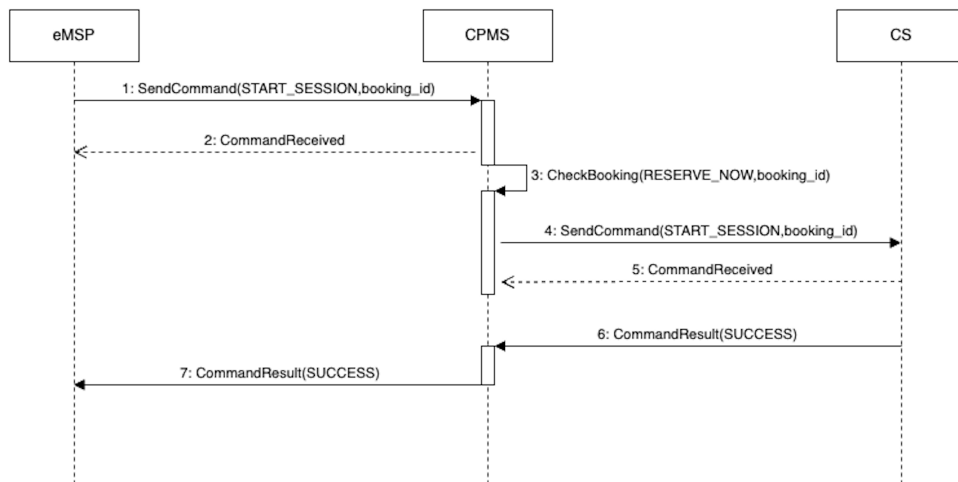 eMSP
CPMS
CS
1: SendCommand(START_SESSION,booking_id)
2: CommandReceived
3: CheckBooking(RESERVE_NOW,booking_id)
4: SendCommand(START_SESSION,booking_id)
5: CommandReceived
6: CommandResult(SUCCESS)
7: CommandResult(SUCCESS)